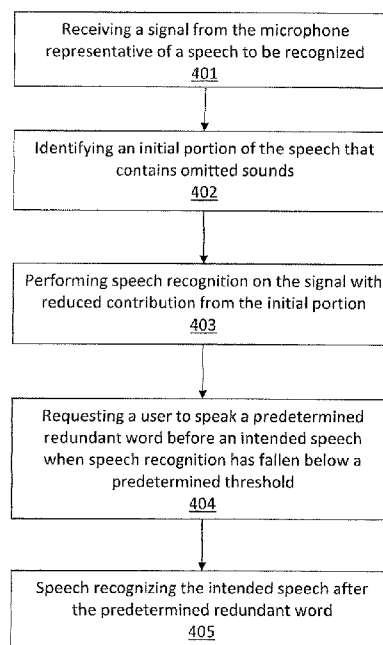 Receiving a signal from the microphone
representative of a speech to be recognized
401
Identifying an initial portion of the speech that
contains omitted sounds
402
Performing speech recognition on the signal with
reduced contribution from the initial portion
403
Requesting a user to speak a predetermined
redundant word before an intended speech
when speech recognition has fallen below a
predetermined threshold
404
Speech recognizing the intended speech after
the predetermined redundant word
405